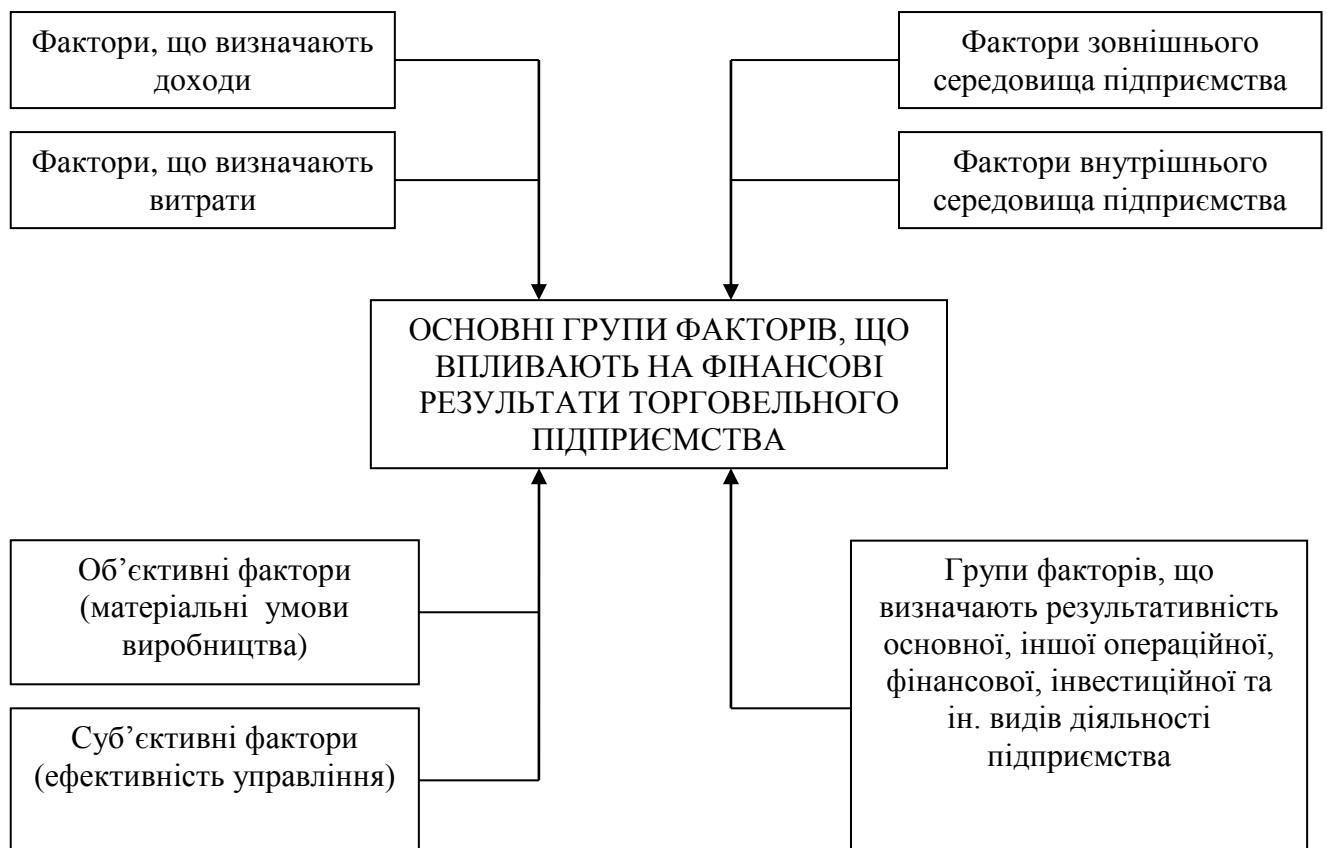 Фактори, що визначають
доходи
Фактори, що визначають
витрати
Фактори зовнішнього
середовища підприємства
Фактори внутрішнього
середовища підприємства
ОСНОВНІ ГРУПИ ФАКТОРІВ, ЩО
ВПЛИВАЮТЬ НА ФІНАНСОВІ
РЕЗУЛЬТАТИ ТОРГОВЕЛЬНОГО
ПІДПРИЄМСТВА
Об’єктивні фактори
(матеріальні умови
виробництва)
Суб’єктивні фактори
(ефективність управління)
Групи факторів, що
визначають результативність
основної, іншої операційної,
фінансової, інвестиційної та
ін. видів діяльності
підприємства